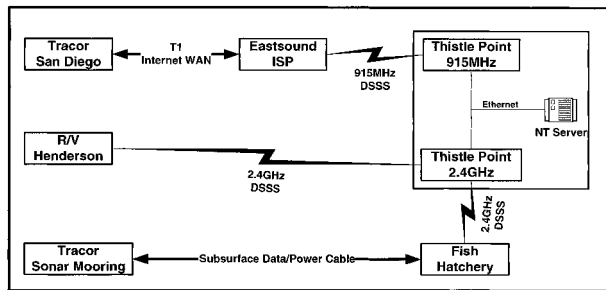 Tracor
San Diego
T1
Internet WAN
Eastsound
ISP
915MHz
DSSS
Thistle Point
915MHz
Ethernet
NT Server
R/V
Henderson
2.4GHz
DSSS
Thistle Point
2.4GHz
2.4GHz
DSSS
Tracor
Sonar Mooring
Subsurface Data/Power Cable
Fish
Hatchery